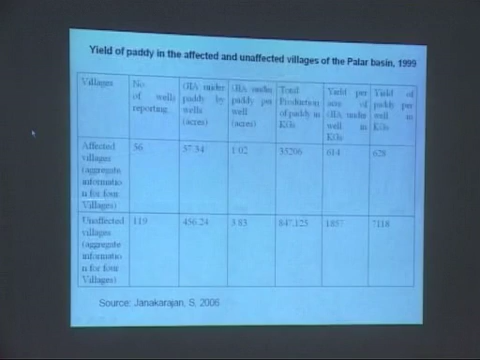 Yield of paddy in the affected and unaffected villages of the Palar basin, 1999
Villages
No.
of wells
reporting
GIA under
paddy by
wells
(acres)
GIA under
paddy per
well
(acres)
Total
Production
of paddy in
KGs
Yield per
acre of
GIA under
well in
KGs
Yield of
paddy per
well in
KGs
Affected
villages
(aggregate
informatio
n for four
Villages)
56
57.34
1.02
35206
614
628
Unaffected
villages
(aggregate
informatio
n for four
Villages)
119
456.24
3.83
847,125
1857
7118
Source: Janakarajan, S, 2006